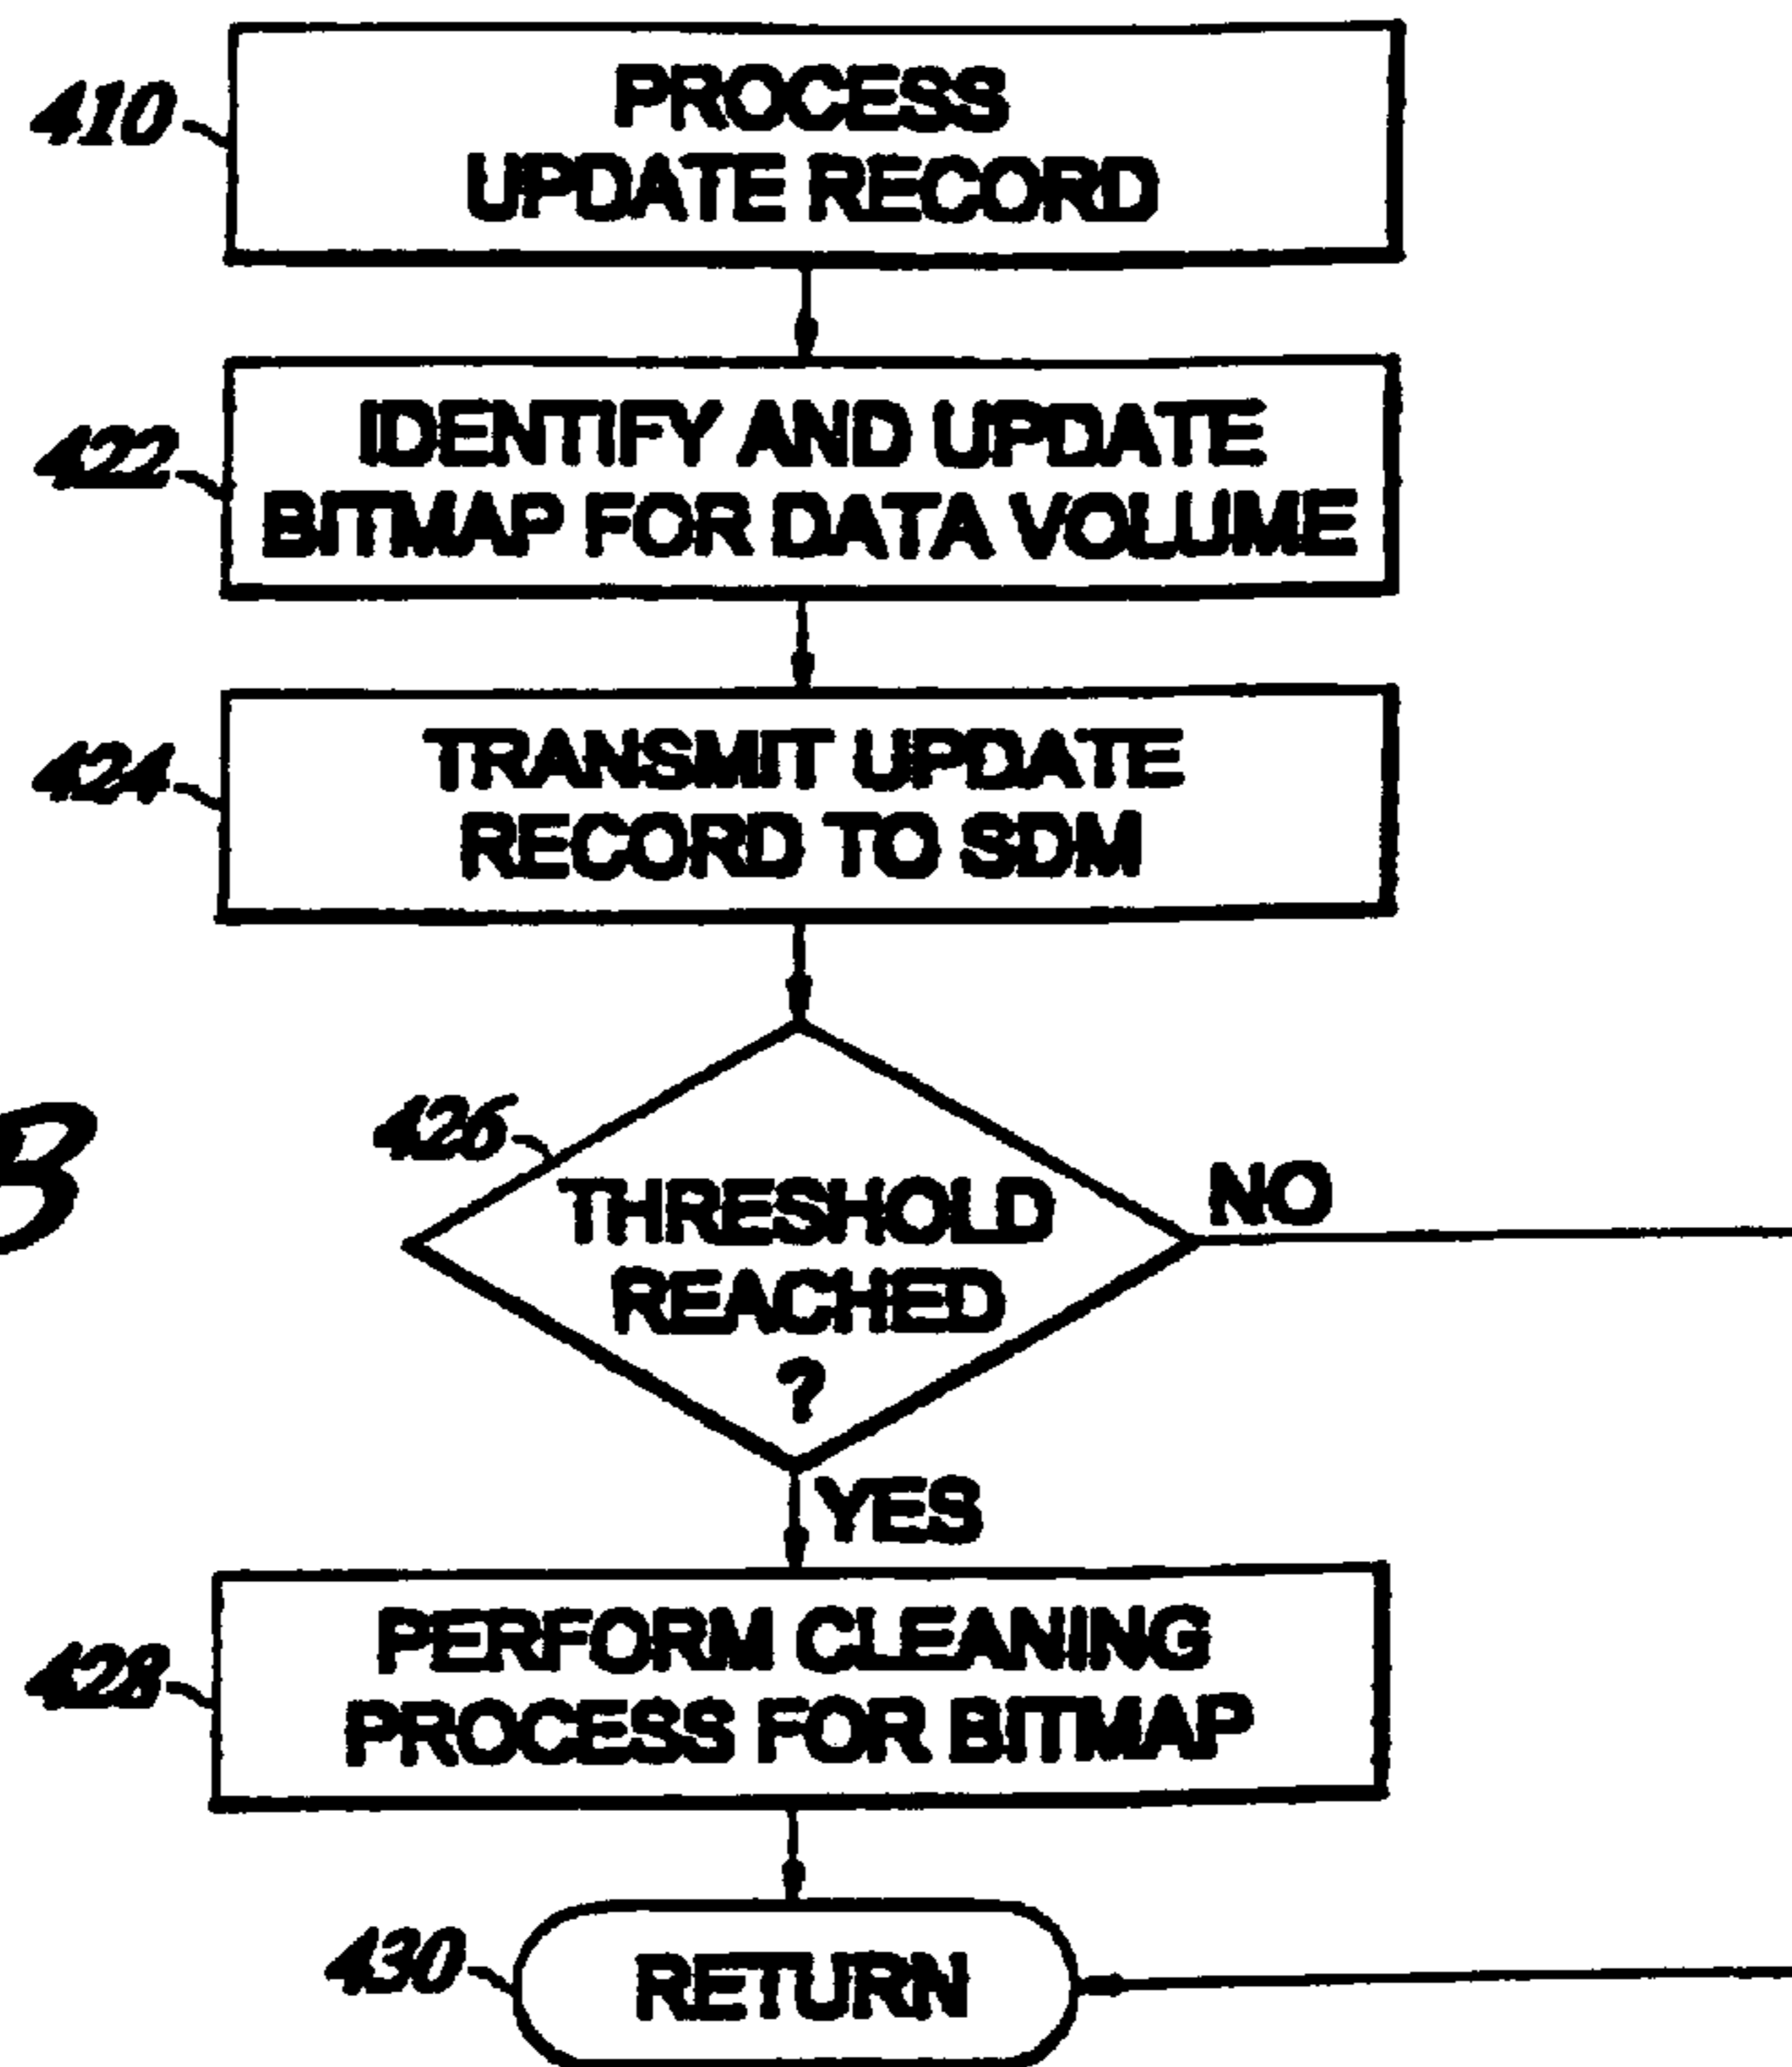 410
PROCESS
UPDATE RECORD
422
IDENTIFY AND UPDATE
BITMAP FOR DATA VOLUME
424
TRANSMIT UPDATE
RECORD TO SDM
B
426
THRESHOLD
REACHED
?
NO
YES
428
PERFORM CLEANING
PROCESS FOR BITMAP
430
RETURN